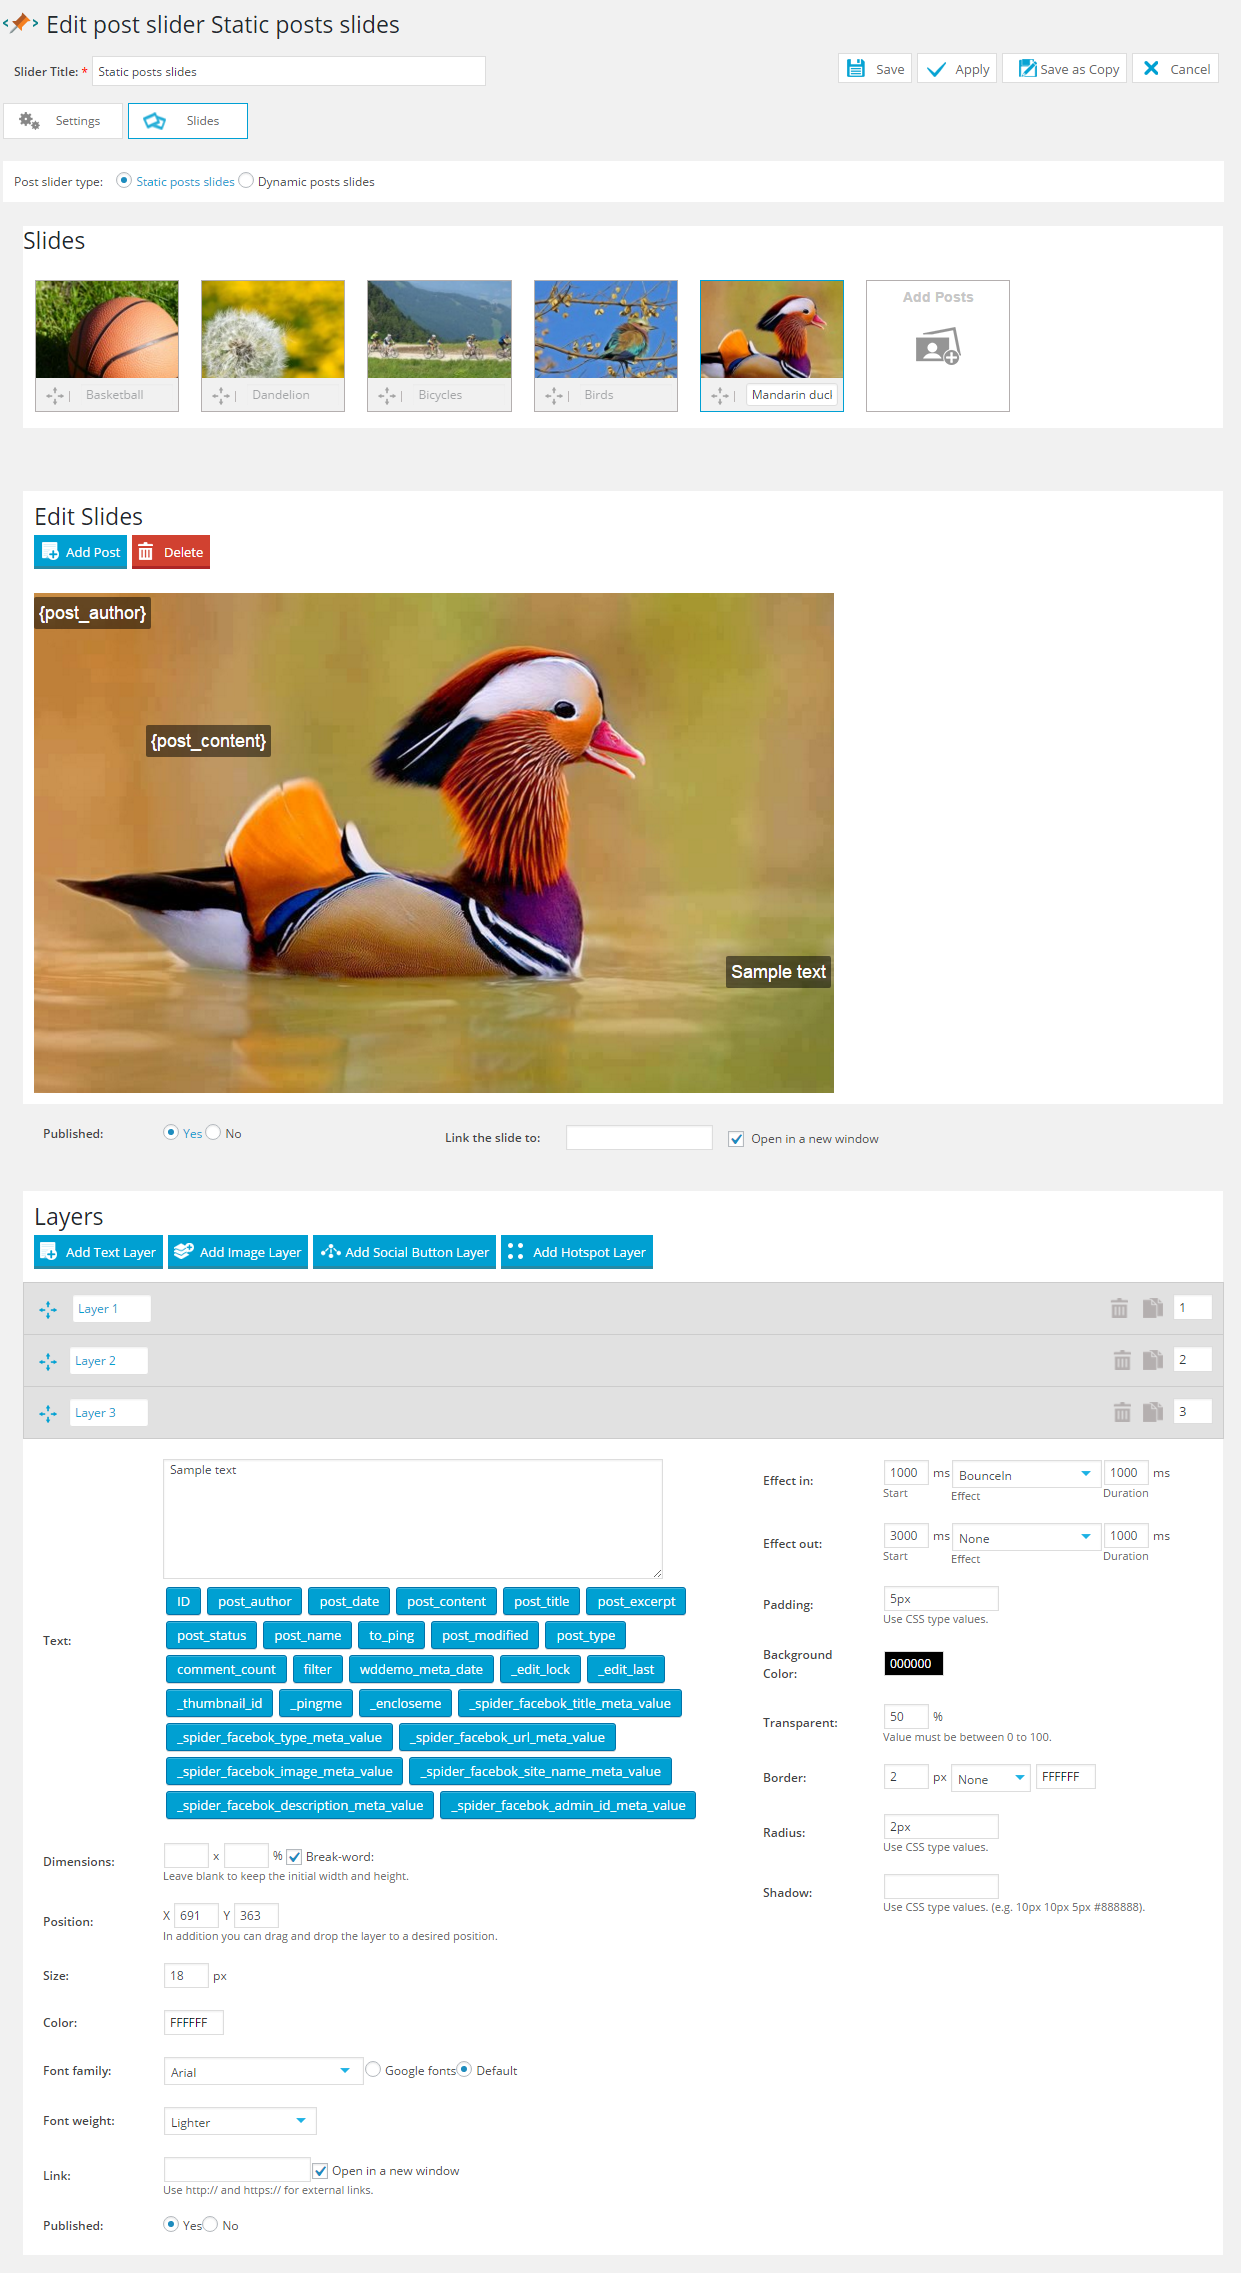 Edit post slider Static posts slides
Slider Title: * Static posts slides
Save Apply Save as Copy Cancel
Settings Slides
Post slider type: Static posts slides Dynamic posts slides
Slides
Add Posts
Basketball Dandelion Bicycles Birds Mandarin duck
Edit Slides
Add Post Delete
{post_author}
{post_content}
Sample text
Published: Yes No Link the slide to: Open in a new window
Layers
Add Text Layer Add Image Layer Add Social Button Layer Add Hotspot Layer
Layer 1 1
Layer 2 2
Layer 3 3
Text:
Sample text
ID post_author post_date post_content post_title post_excerpt
post_status post_name to_ping post_modified post_type
comment_count filter wddemo_meta_date _edit_lock _edit_last
_thumbnail_id _pingme _encloseme _spider_facebok_title_meta_value
_spider_facebok_type_meta_value _spider_facebok_url_meta_value
_spider_facebok_image_meta_value _spider_facebok_site_name_meta_value
_spider_facebok_description_meta_value _spider_facebok_admin_id_meta_value
Dimensions: x % Break-word:
Leave blank to keep the initial width and height.
Position: X 691 Y 363
In addition you can drag and drop the layer to a desired position.
Size: 18 px
Color: FFFFFF
Font family: Arial Google fonts Default
Font weight: Lighter
Link: Open in a new window
Use http:// and https:// for external links.
Published: Yes No
Effect in: 1000 ms BounceIn 1000 ms
Start Effect Duration
Effect out: 3000 ms None 1000 ms
Start Effect Duration
Padding: 5px
Use CSS type values.
Background
Color: 000000
Transparent: 50 %
Value must be between 0 to 100.
Border: 2 px None FFFFFF
Radius: 2px
Use CSS type values.
Shadow:
Use CSS type values. (e.g. 10px 10px 5px #888888).